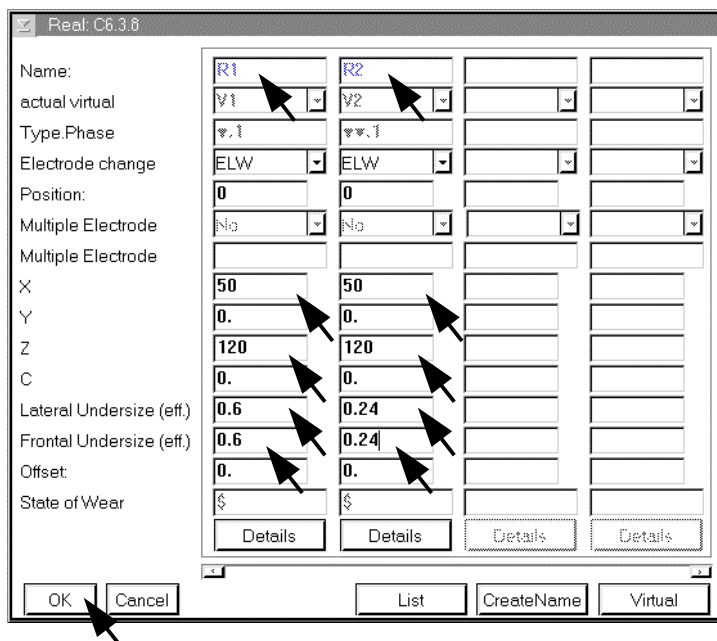 Real: C6.3.8
Name: R1 R2
actual virtual V1 V2
Type.Phase ▼.1 ▼▼.1
Electrode change ELW ELW
Position: 0 0
Multiple Electrode No No
Multiple Electrode
X 50 50
Y 0. 0.
Z 120 120
C 0. 0.
Lateral Undersize (eff.) 0.6 0.24
Frontal Undersize (eff.) 0.6 0.24
Offset: 0. 0.
State of Wear $ $
Details Details Details Details
OK Cancel List CreateName Virtual